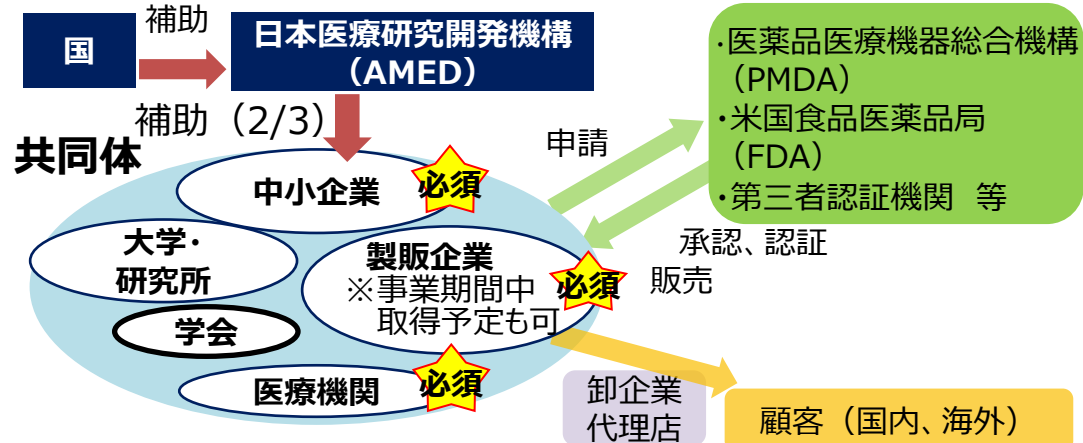 国
補助
日本医療研究開発機構
（AMED）
補助（2/3）
共同体
中小企業
必須
大学・
研究所
製販企業
※事業期間中
取得予定も可
必須
学会
医療機関
必須
申請
・医薬品医療機器総合機構
（PMDA）
・米国食品医薬品局
（FDA）
・第三者認証機関 等
承認、認証
販売
卸企業
代理店
顧客（国内、海外）